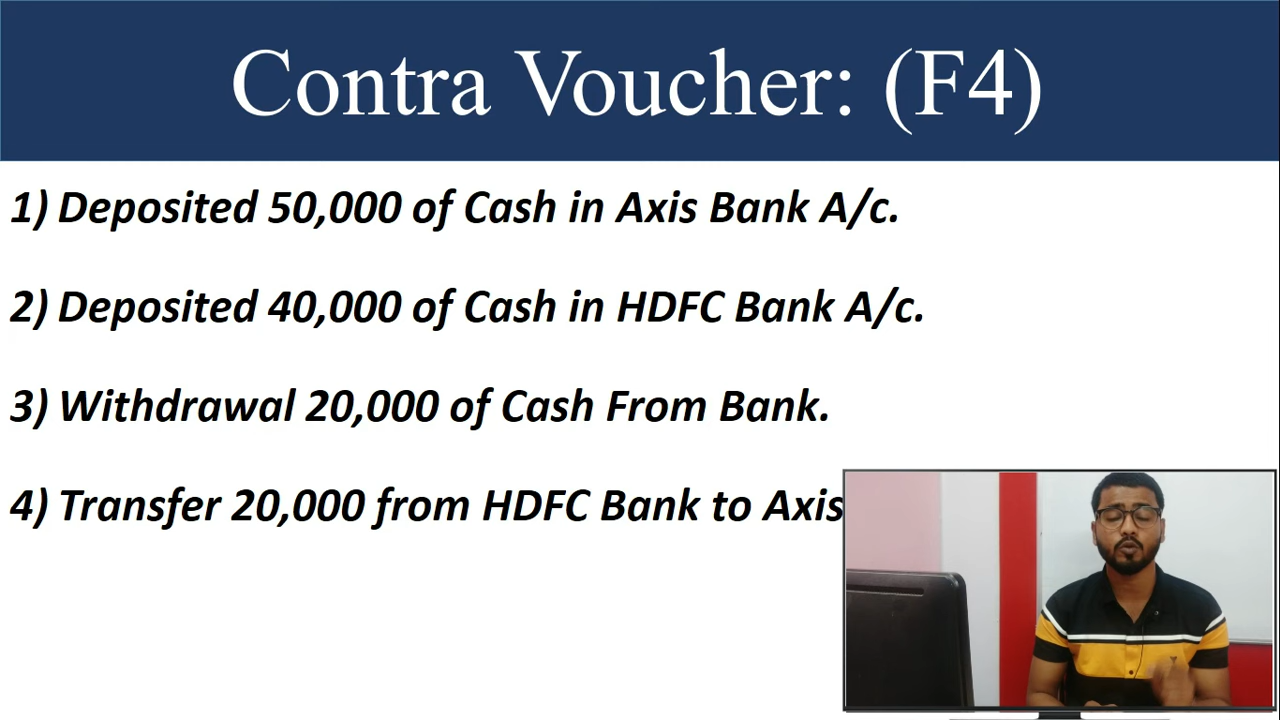 Contra Voucher: (F4)
1) Deposited 50,000 of Cash in Axis Bank A/c.
2) Deposited 40,000 of Cash in HDFC Bank A/c.
3) Withdrawal 20,000 of Cash From Bank.
4) Transfer 20,000 from HDFC Bank to Axis